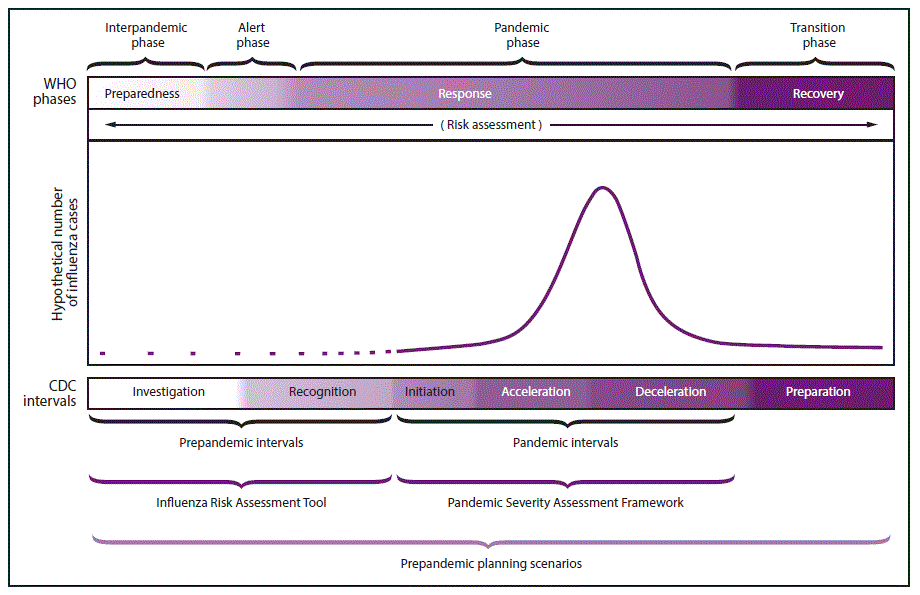 Interpandemic
phase
Alert
phase
Pandemic
phase
Transition
phase
WHO
phases
Preparedness
Response
Recovery
( Risk assessment )
Hypothetical number
of influenza cases
CDC
intervals
Investigation
Recognition
Initiation
Acceleration
Deceleration
Preparation
Prepandemic intervals
Pandemic intervals
Influenza Risk Assessment Tool
Pandemic Severity Assessment Framework
Prepandemic planning scenarios